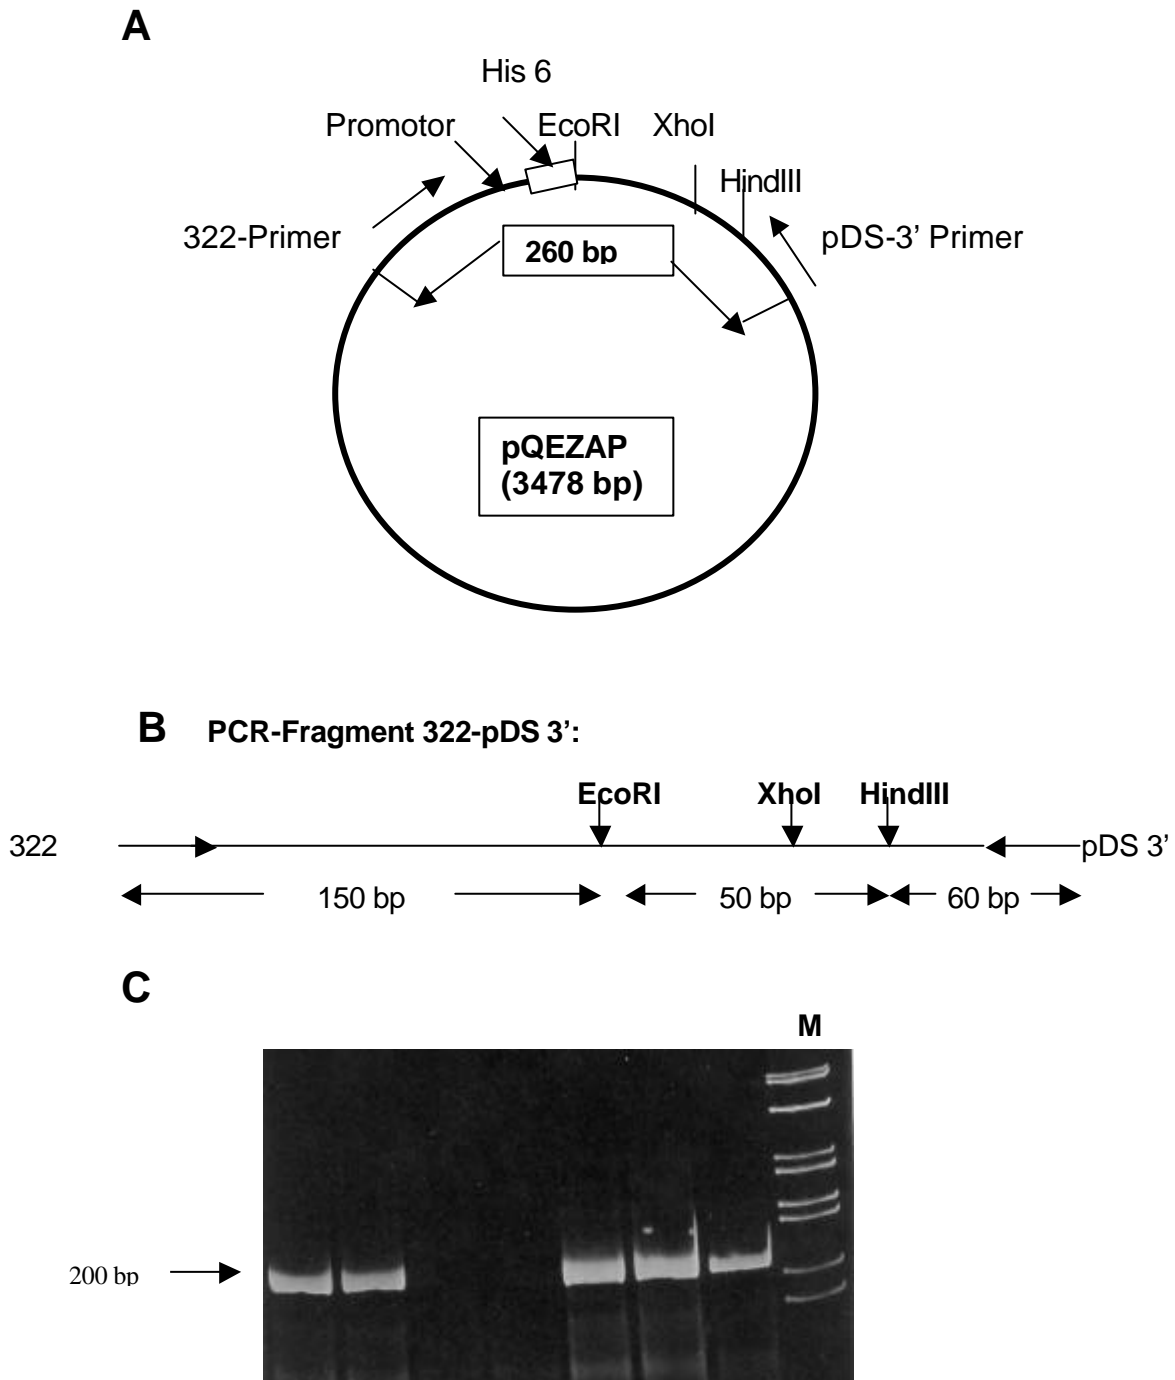 A
His 6
Promotor
EcoRI
XhoI
HindIII
322-Primer
pDS-3’ Primer
260 bp
pQEZAP
(3478 bp)
B PCR-Fragment 322-pDS 3’:
EcoRI
XhoI
HindIII
322
pDS 3’
150 bp
50 bp
60 bp
C
M
200 bp